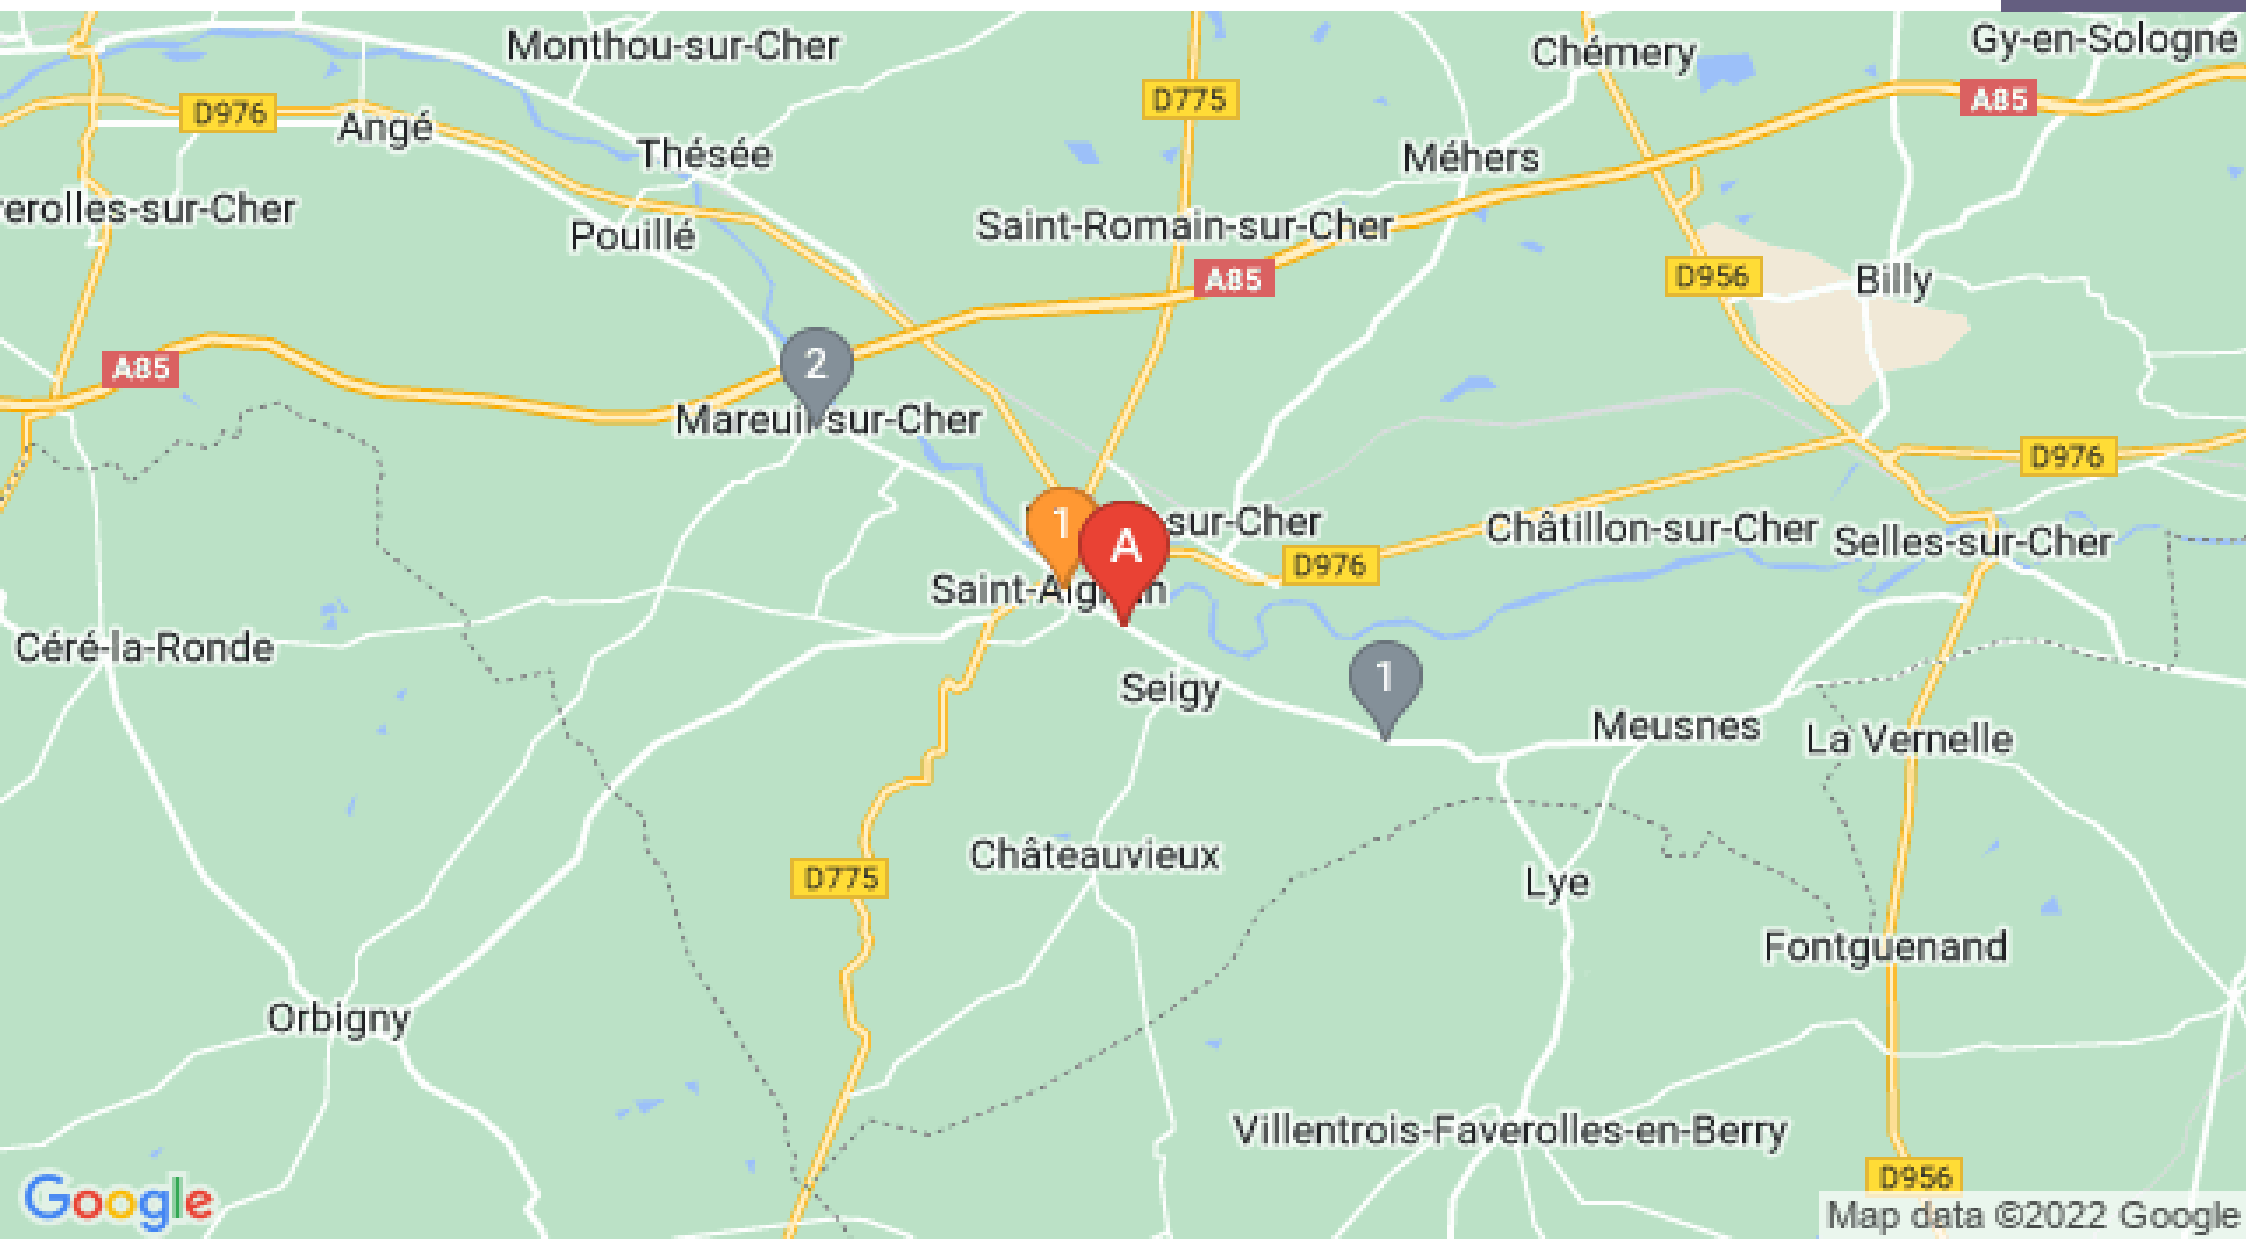 Monthou-sur-Cher
Chémery
Gy-en-Sologne
D976
D775
A85
Angé
Thésée
Méhers
erolles-sur-Cher
Pouillé
Saint-Romain-sur-Cher
A85
D956
Billy
A85
2
Mareuil-sur-Cher
D976
1
A
sur-Cher
Châtillon-sur-Cher
Selles-sur-Cher
D976
Saint-Aignan
Céré-la-Ronde
Seigy
1
Meusnes
La Vernelle
Châteauvieux
D775
Lye
Fontguenand
Orbigny
Villentrois-Faverolles-en-Berry
D956
Google
Map data ©2022 Google